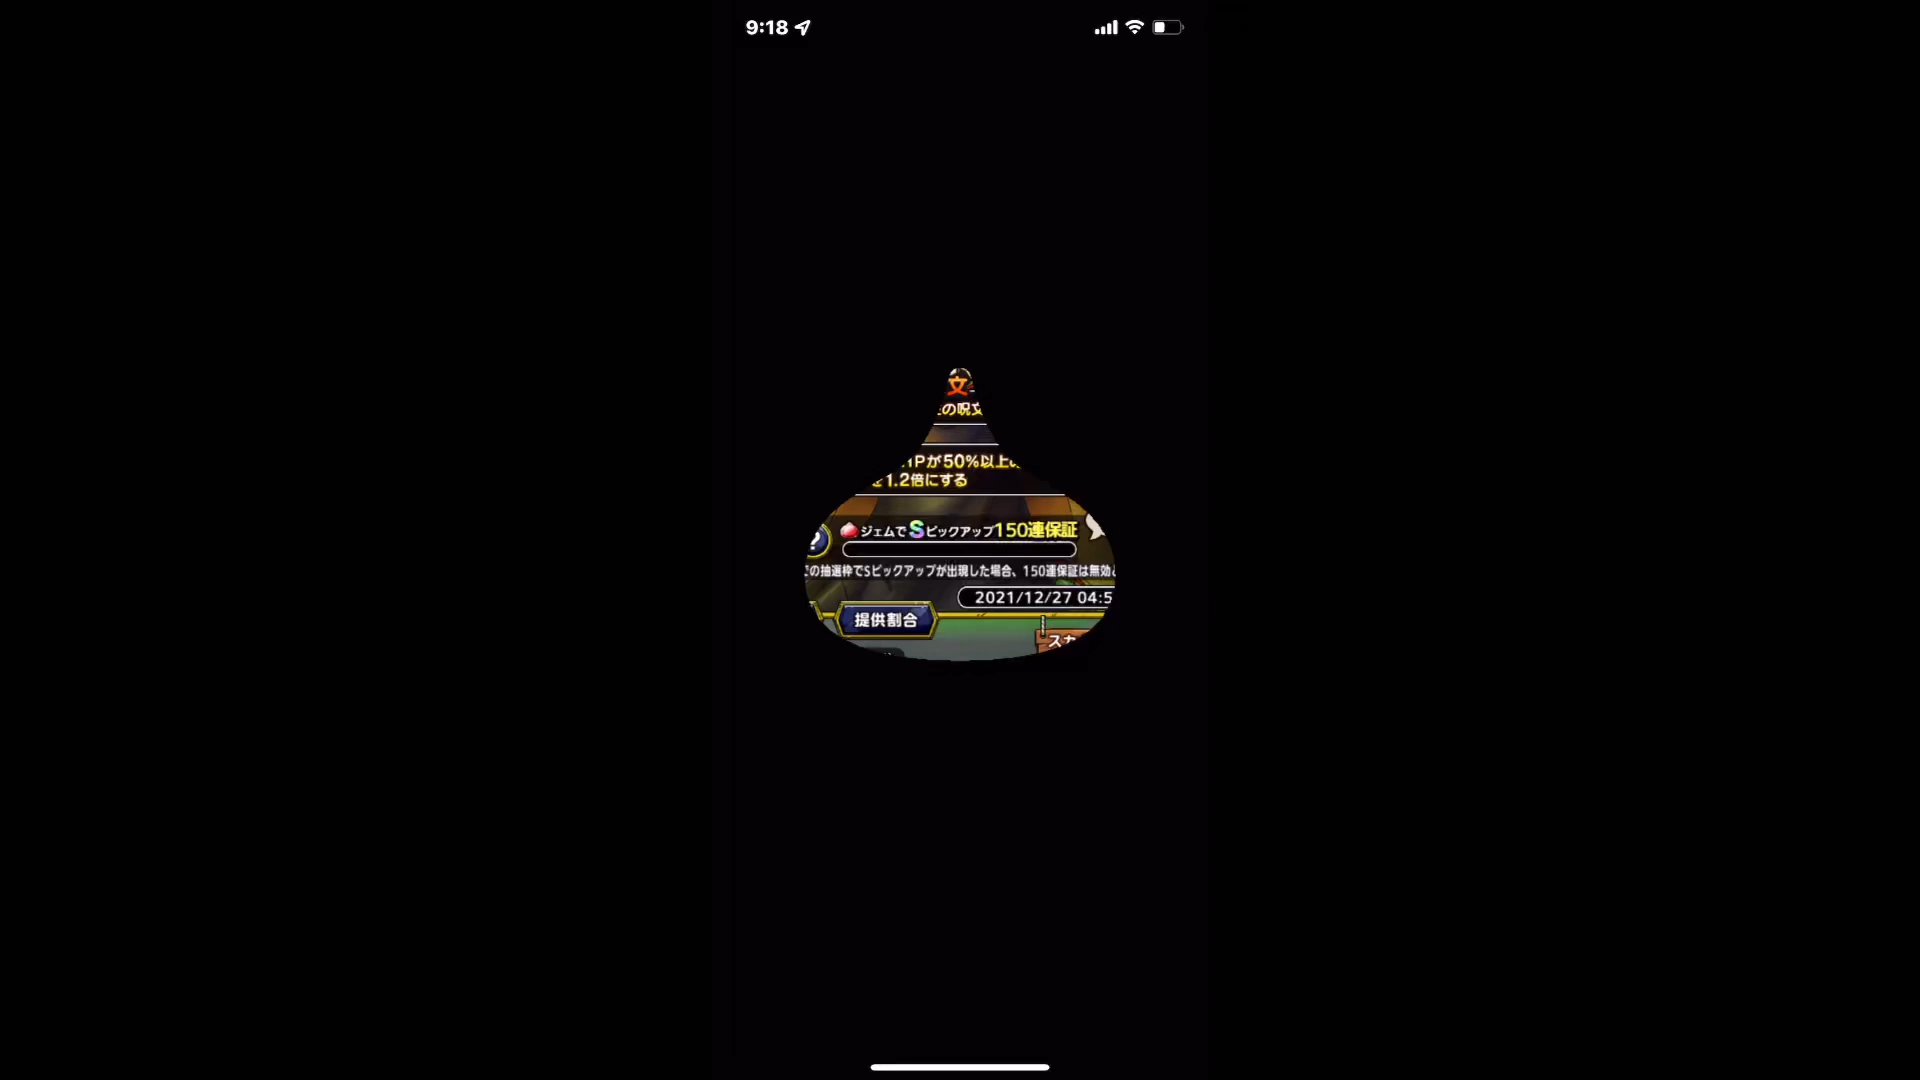 9:18
文
の呪文
Pが50%以上
1.2倍にする
ジェムでSピックアップ150連保証
?
の抽選枠でSピックアップが出現した場合、150連保証は無効
2021/12/27 04:5
提供割合
スカ